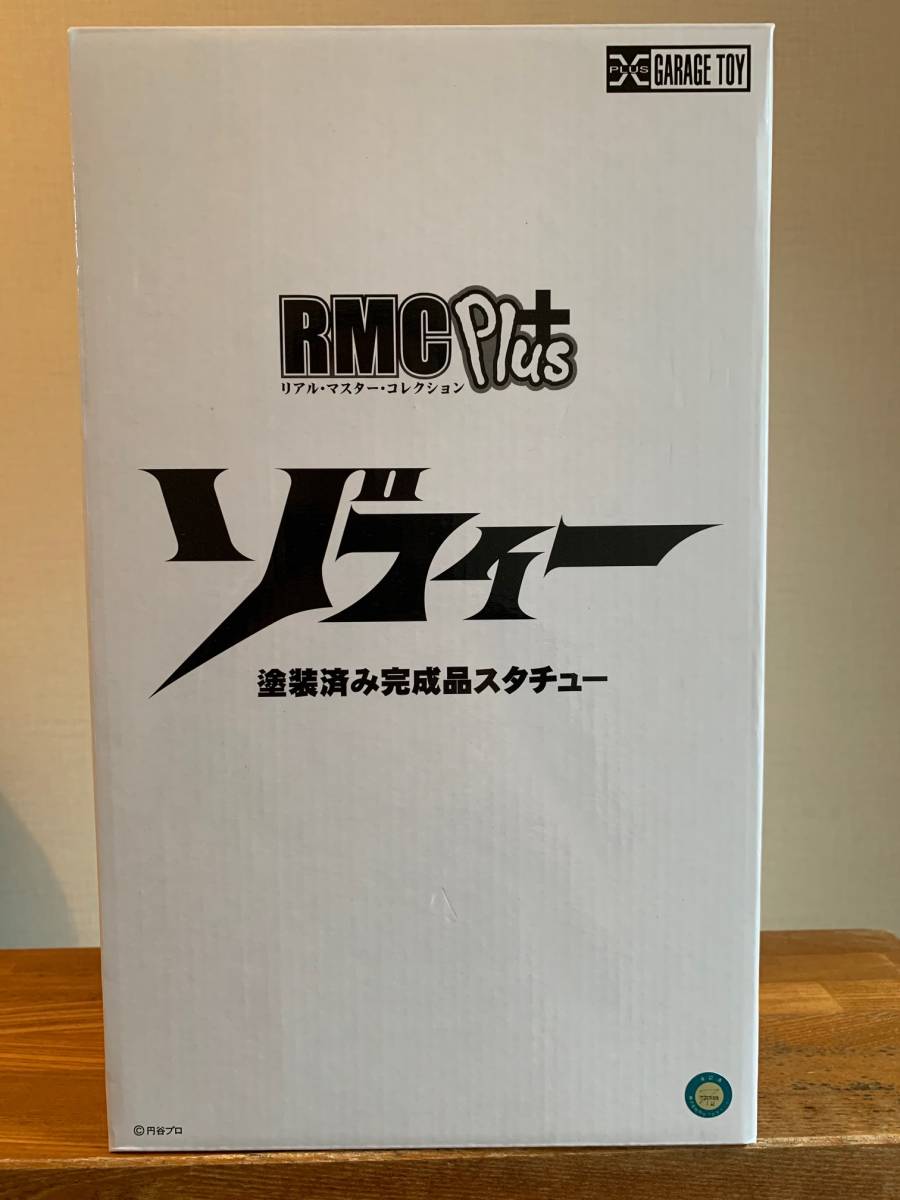 X PLUS GARAGE TOY
RMC Plus+
リアル・マスター・コレクション
ゾフィー
塗装済み完成品スタチュー
©円谷プロ